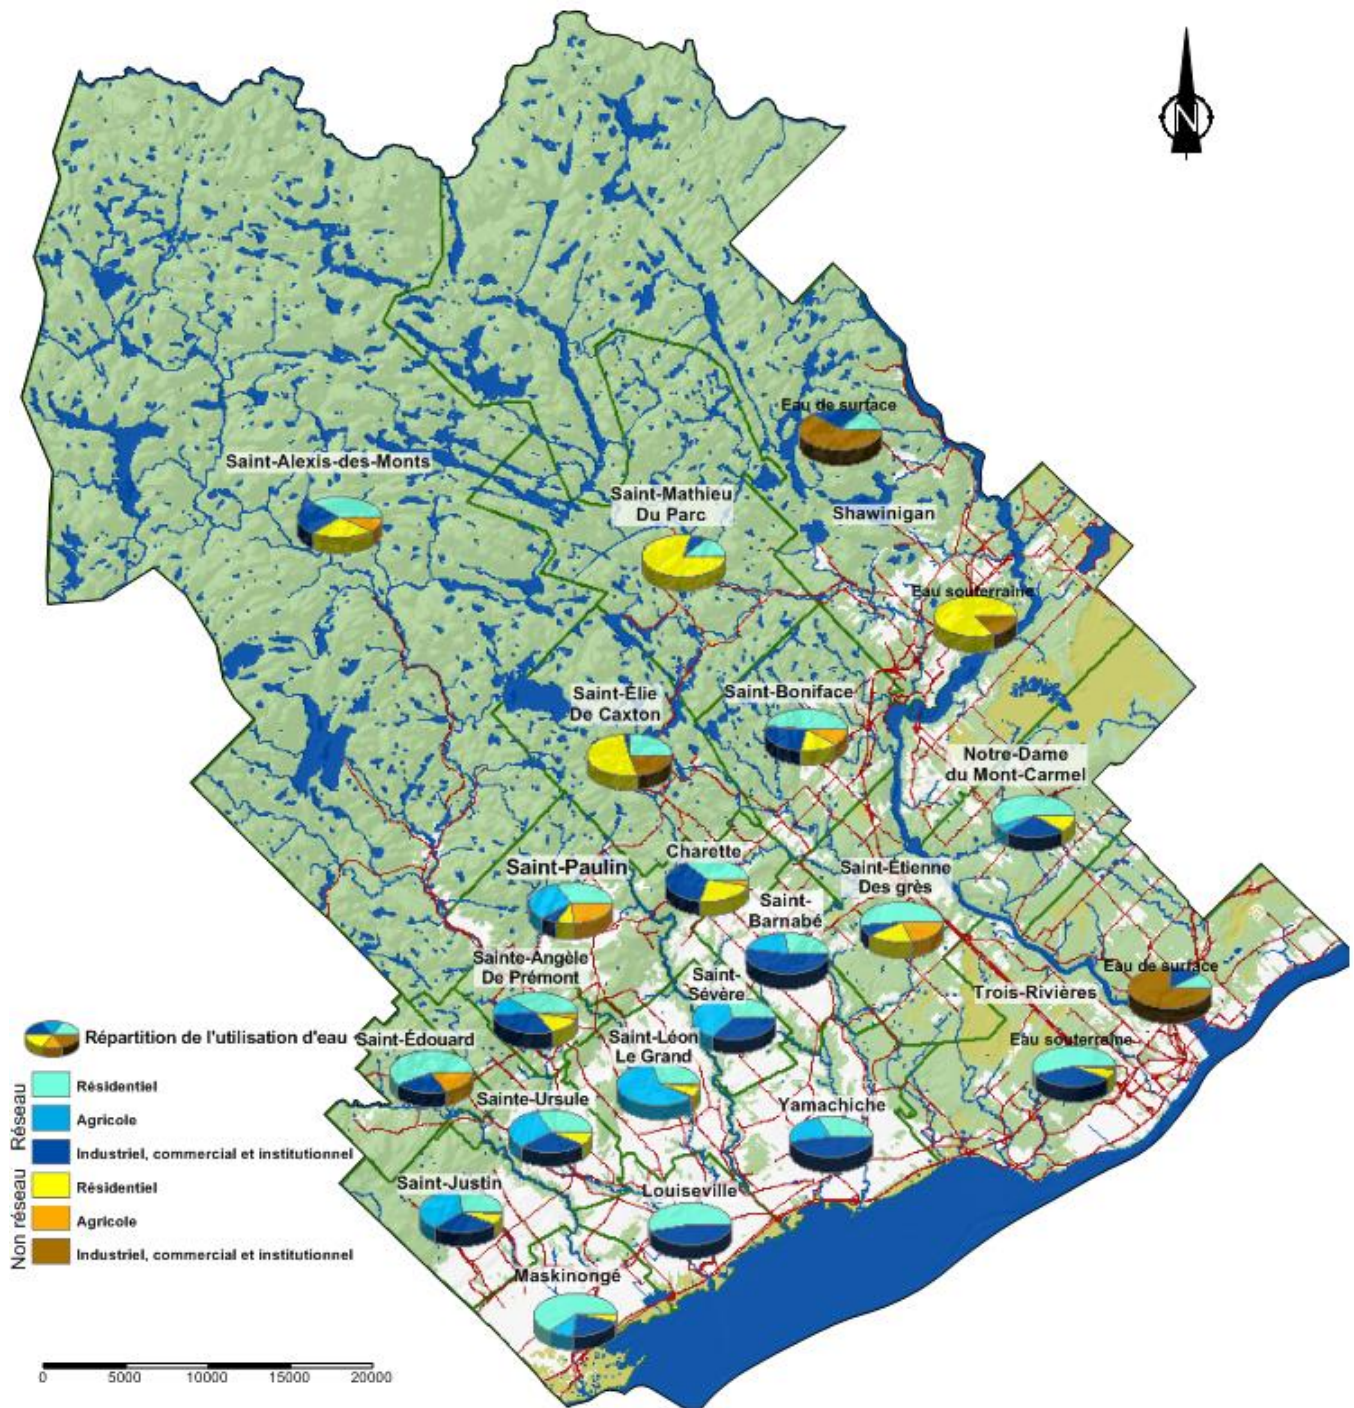 N
Eau de surface
Saint-Alexis-des-Monts
Saint-Mathieu
Du Parc
Shawinigan
Eau souterraine
Saint-Élie
De Caxton
Saint-Boniface
Notre-Dame
du Mont-Carmel
Saint-Paulin
Charette
Saint-Étienne
Des grès
Saint-
Barnabé
Sainte-Angèle
De Prémont
Saint-
Sévère
Eau de surface
Trois-Rivières
Saint-Édouard
Saint-Léon
Le Grand
Eau souterraine
Sainte-Ursule
Yamachiche
Saint-Justin
Louiseville
Maskinongé
Répartition de l'utilisation d'eau
Réseau
Résidentiel
Agricole
Industriel, commercial et institutionnel
Non réseau
Résidentiel
Agricole
Industriel, commercial et institutionnel
0 5000 10000 15000 20000